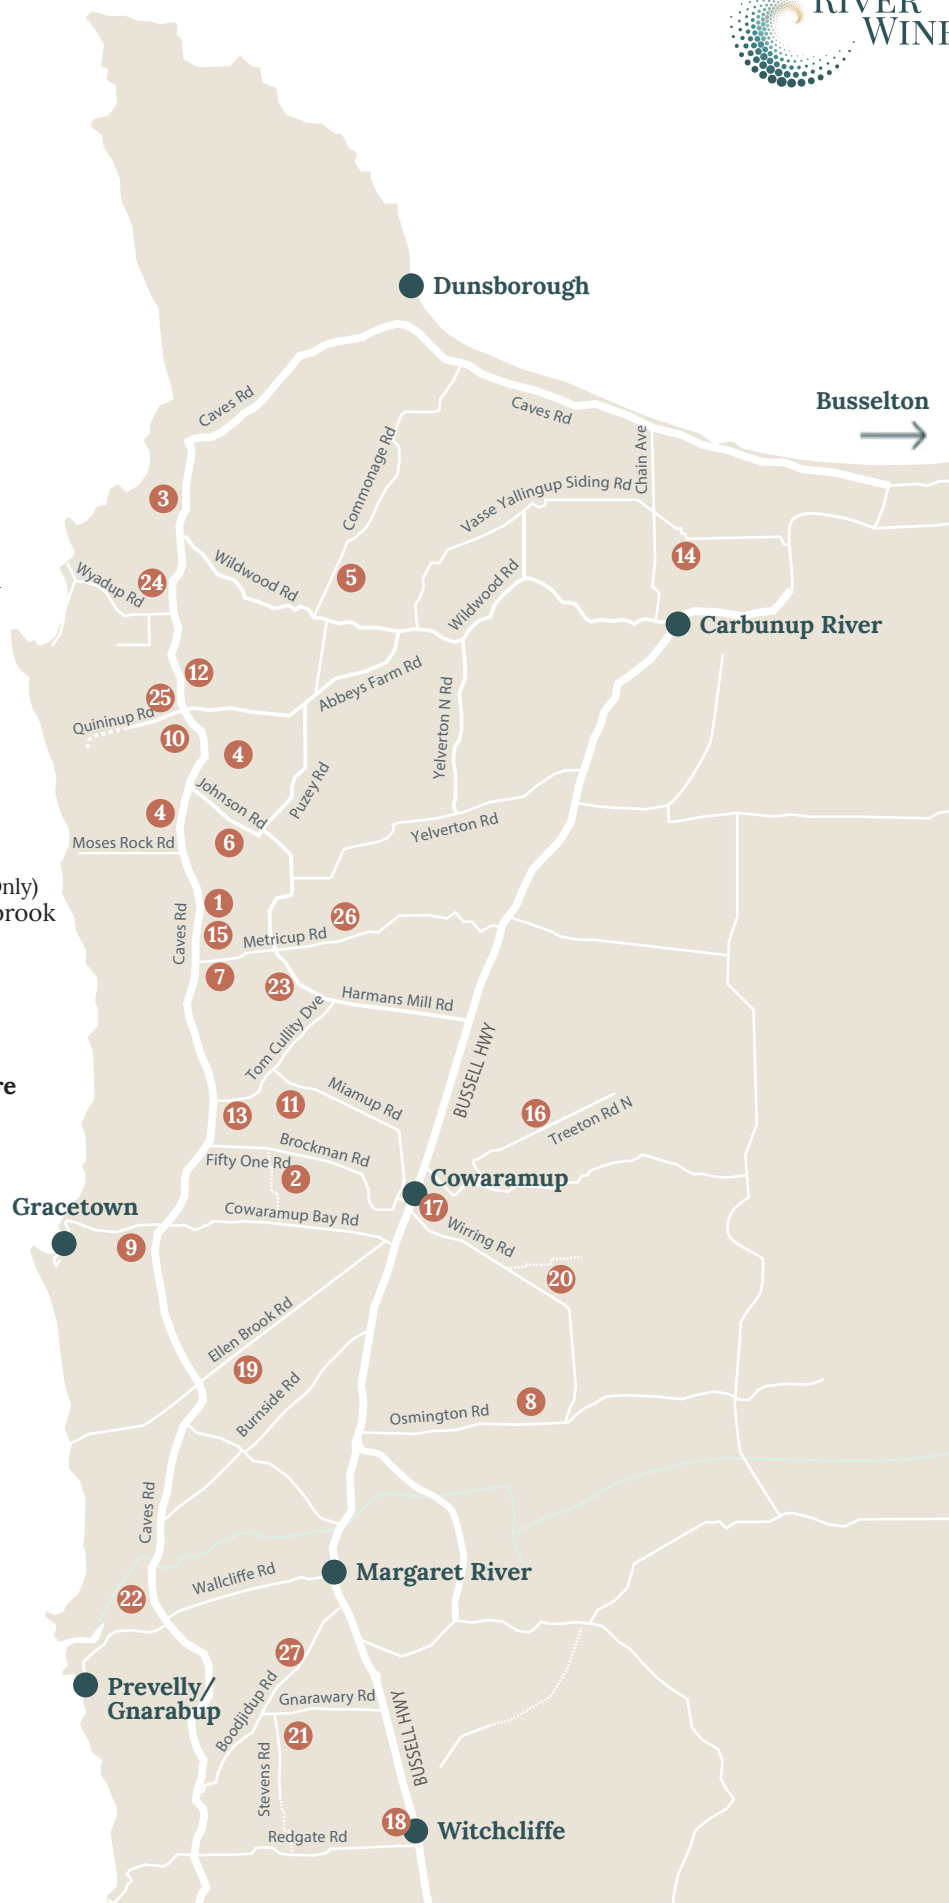 RIVER
WINE
Dunsborough
Caves Rd
Busselton
Caves Rd
Commonage Rd
Chain Ave
Vasse Yallingup Siding Rd
3
14
Wildwood Rd
5
Wyadup Rd
24
Wildwood Rd
Carbunup River
12
Abbeys Farm Rd
25
Quininup Rd
Yelverton N Rd
10
4
Johnson Rd
Puzey Rd
4
Yelverton Rd
Moses Rock Rd
6
Only)
brook
1
26
Caves Rd
15
Metricup Rd
7
23
Harmans Mill Rd
Tom Cullity Dve
BUSSELL HWY
re
Miamup Rd
11
13
16
Treeton Rd N
Brockman Rd
Fifty One Rd
2
Cowaramup
Gracetown
Cowaramup Bay Rd
17
Wirring Rd
9
20
Ellen Brook Rd
19
Burnside Rd
8
Osmington Rd
Caves Rd
Margaret River
Wallcliffe Rd
22
27
Prevelly/
Gnarabup
Boodjidup Rd
Gnarawary Rd
BUSSELL HWY
21
Stevens Rd
18
Witchcliffe
Redgate Rd